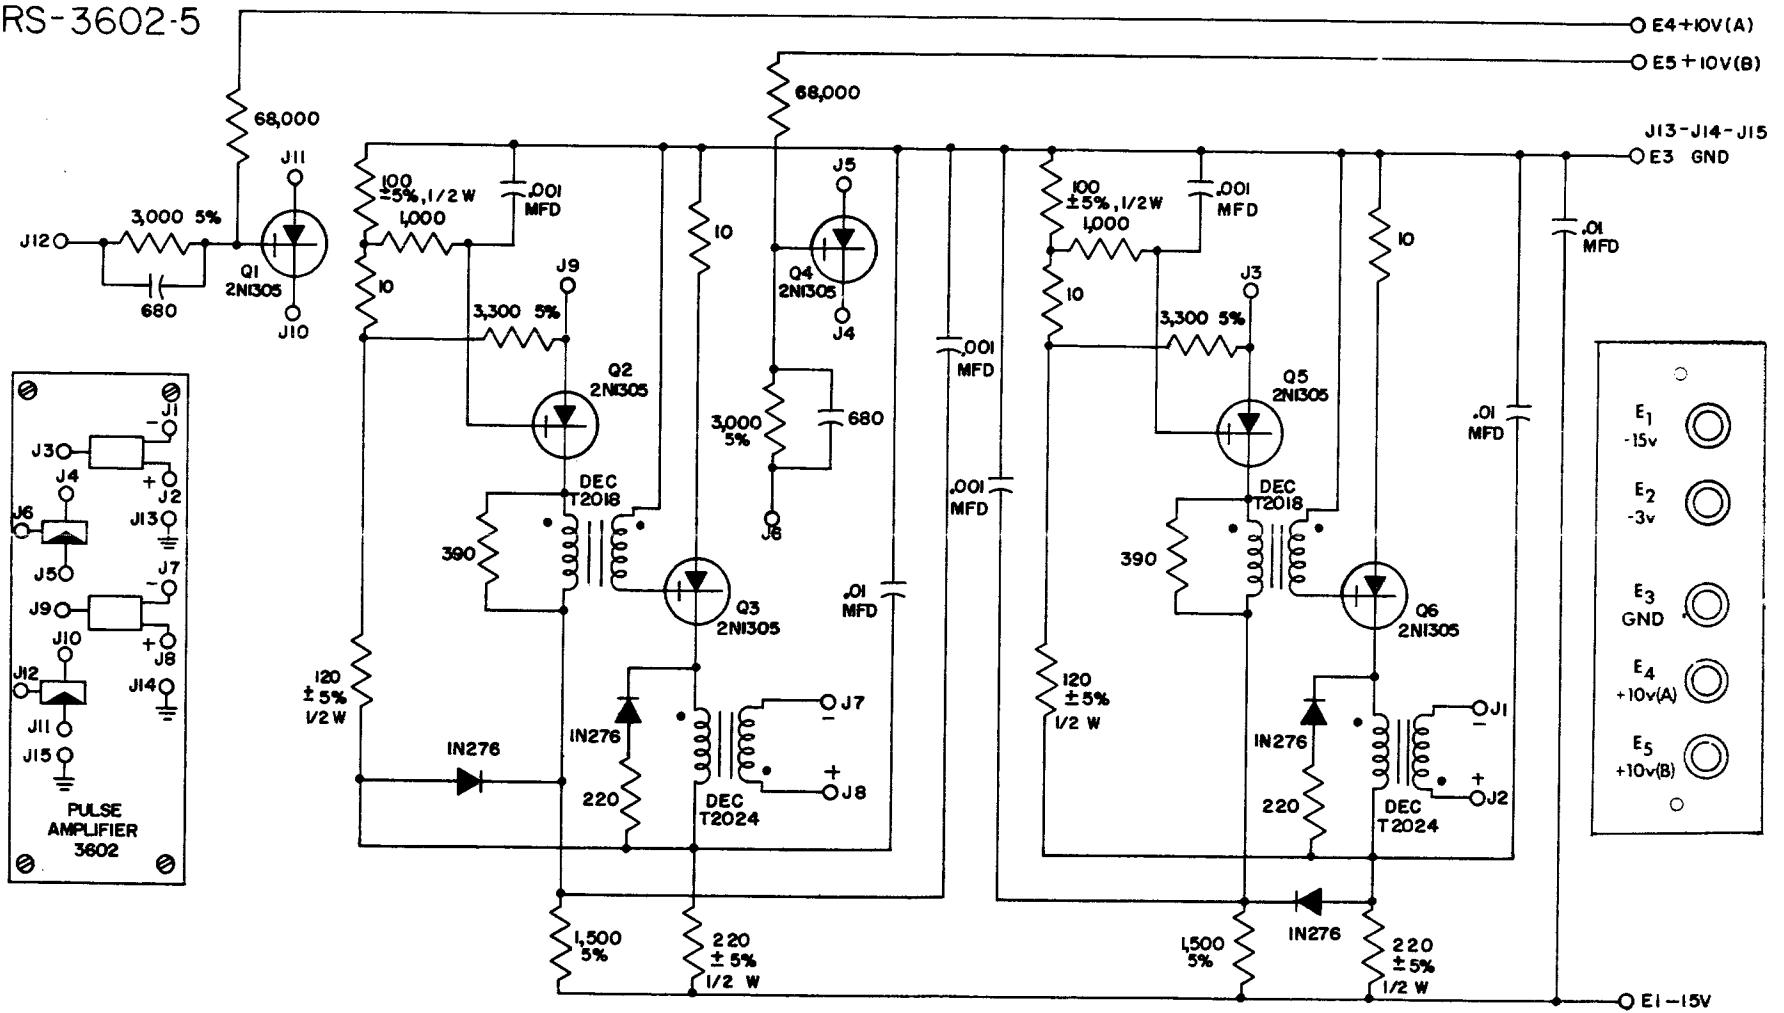 RS-3602-5
E4+10V(A)
E5+10V(B)
J13-J14-J15
E3 GND
68,000
68,000
J11
J12
3,000 5%
680
Q1
2N1305
J10
100
±5%, 1/2 W
1,000
.001
MFD
10
10
J9
3,300 5%
Q2
2N1305
J5
Q4
2N1305
J4
3,000
5%
680
J6
.001
MFD
.001
MFD
100
±5%, 1/2 W
1,000
.001
MFD
10
10
.01
MFD
J3
3,300 5%
Q5
2N1305
.01
MFD
DEC
T2018
390
Q3
2N1305
.01
MFD
DEC
T2018
390
Q6
2N1305
120
±5%
1/2 W
1N276
1N276
220
J7
-
+
J8
DEC
T2024
120
±5%
1/2 W
1N276
220
J1
-
+
J2
DEC
T2024
1,500
5%
220
±5%
1/2 W
1,500
5%
1N276
220
±5%
1/2 W
E1-15V
J1
-
J3
+
J2
J4
J6
J13
J5
J7
-
J9
+
J8
J10
J12
J14
J11
J15
PULSE
AMPLIFIER
3602
E1
-15v
E2
-3v
E3
GND
E4
+10v(A)
E5
+10v(B)